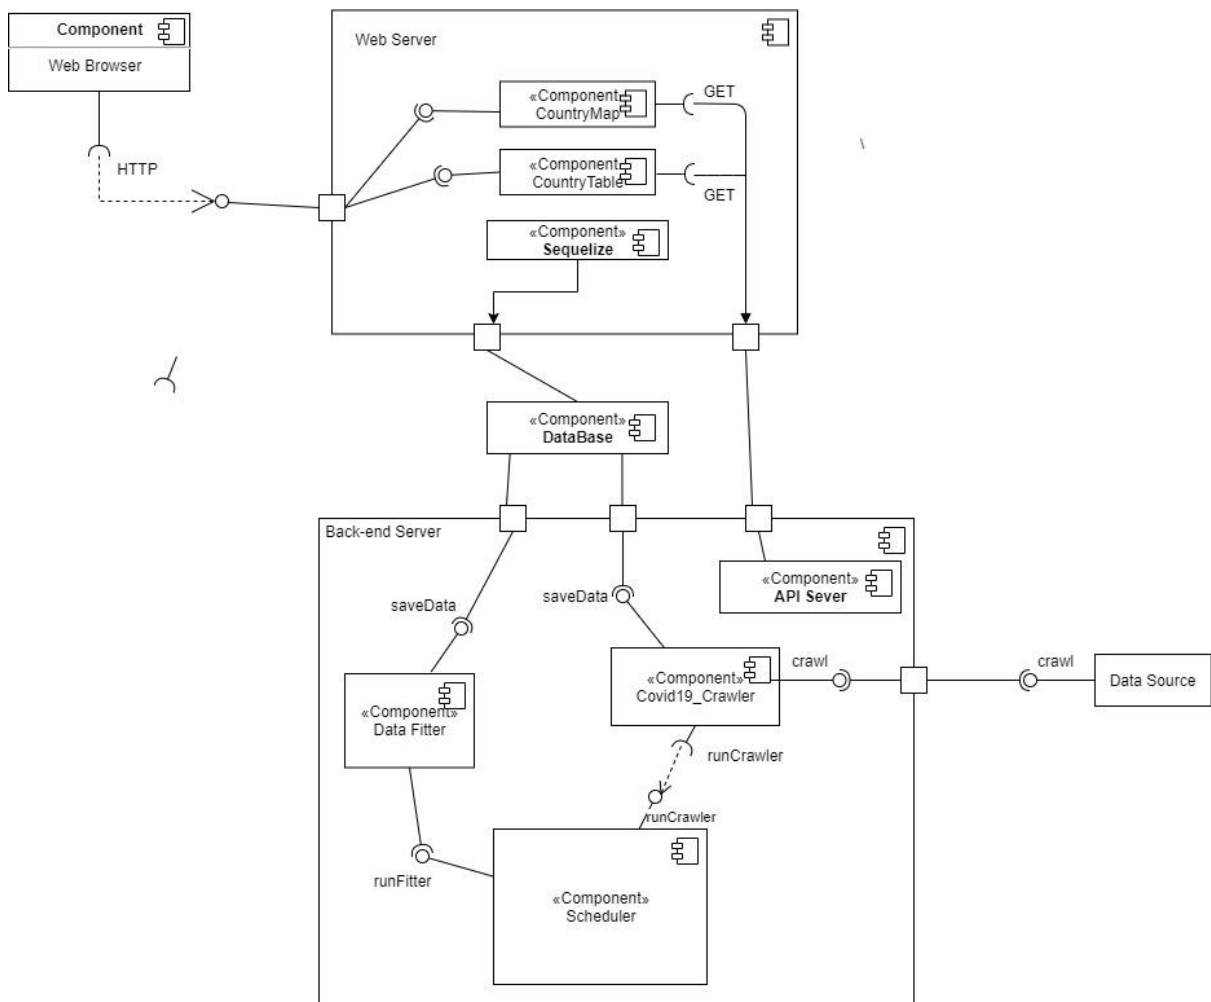 Component
Web Browser
HTTP
Web Server
«Component
CountryMap
GET
«Component
CountryTable
GET
«Component»
Sequelize
\
«Component»
DataBase
Back-end Server
«Component»
API Sever
saveData
saveData
«Component»
Covid19_Crawler
crawl
crawl
Data Source
«Component»
Data Fitter
runCrawler
runCrawler
runFitter
«Component»
Scheduler